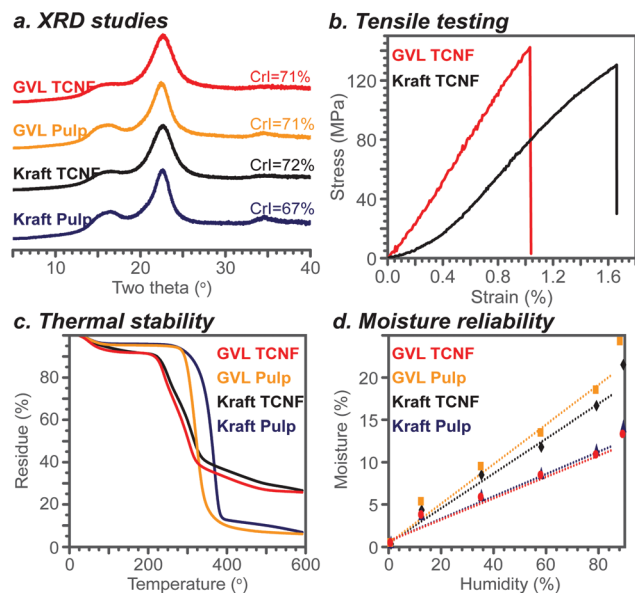 a. XRD studies
GVL TCNF
CrI=71%
GVL Pulp
CrI=71%
Kraft TCNF
CrI=72%
Kraft Pulp
CrI=67%
10 20 30 40
Two theta (o)
b. Tensile testing
GVL TCNF
Kraft TCNF
120
80
40
0
Stress (MPa)
0.0 0.4 0.8 1.2 1.6
Strain (%)
c. Thermal stability
GVL TCNF
GVL Pulp
Kraft TCNF
Kraft Pulp
100
80
60
40
20
0
Residue (%)
0 200 400 600
Temperature (o)
d. Moisture reliability
GVL TCNF
GVL Pulp
Kraft TCNF
Kraft Pulp
20
15
10
5
0
Moisture (%)
0 20 40 60 80
Humidity (%)